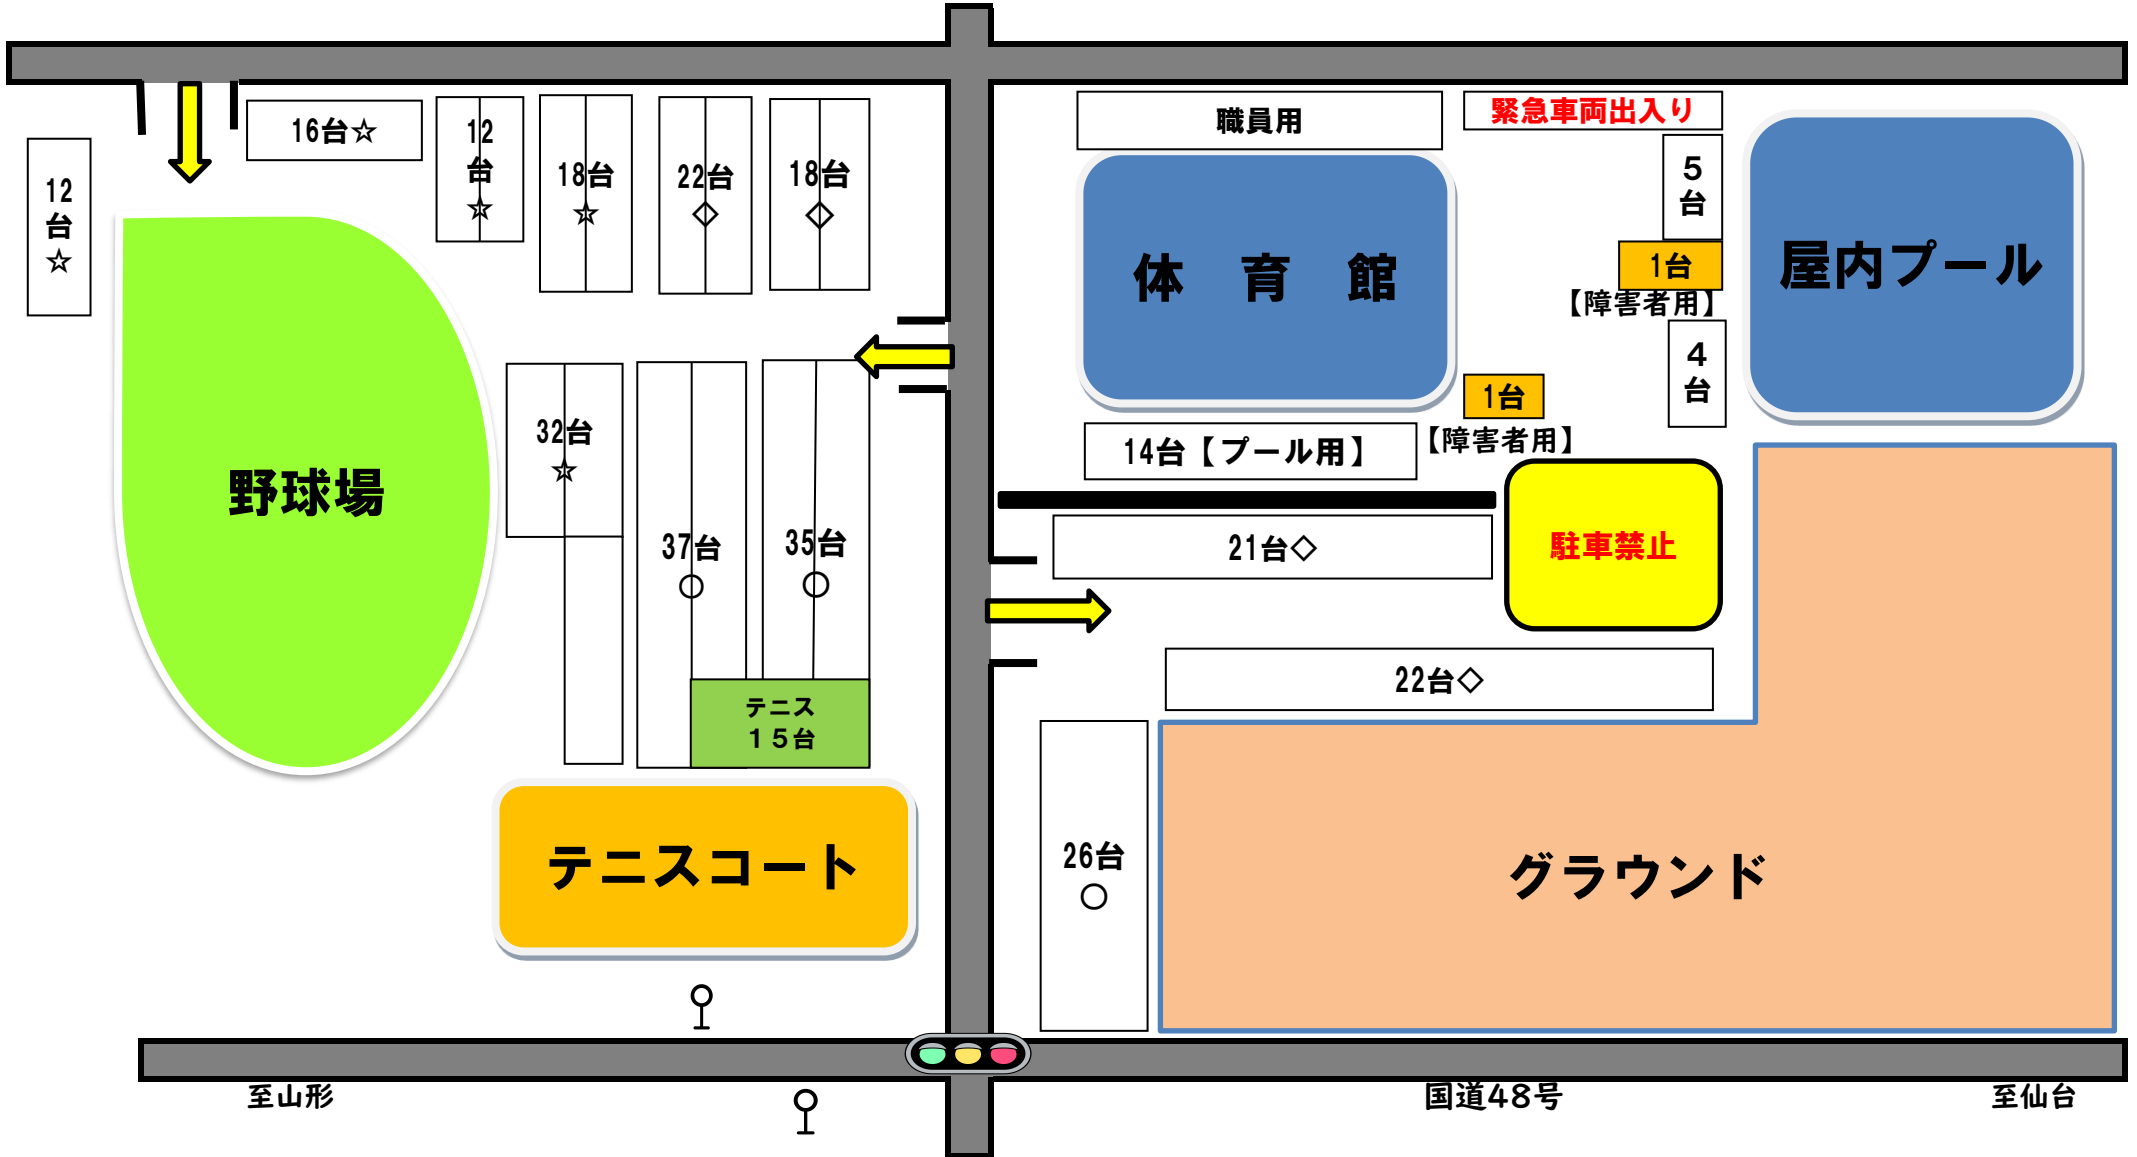 職員用
緊急車両出入り
16台☆
12
台
☆
12
台
☆
18台
☆
22台
◇
18台
◇
5
台
1台
【障害者用】
4
台
体 育 館
屋内プール
1台
【障害者用】
14台【プール用】
32台
☆
野球場
37台
○
35台
○
21台◇
駐車禁止
22台◇
テニス
15台
テニスコート
26台
○
グラウンド
至山形
国道48号
至仙台